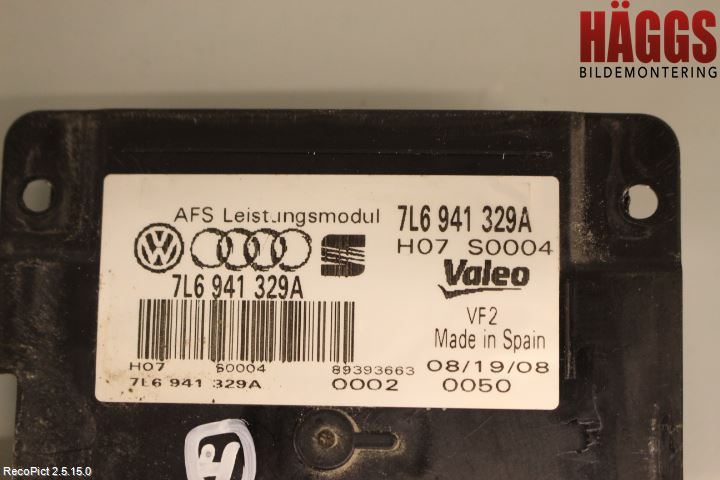 HÄGGS
BILDEMONTERING
AFS Leistungsmodul
7L6 941 329A
H07 S0004
7L6 941 329A
Valeo
VF2
Made in Spain
H07 S0004 89393663
08/19/08
7L6 941 329A 0002 0050
RecoPict 2.5.15.0